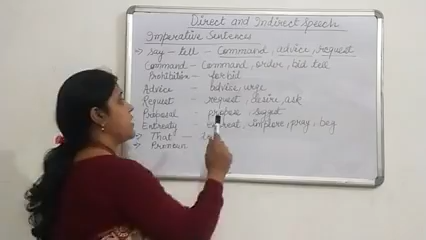 Direct and Indirect Speech
Imperative Sentences
→ Say - tell - Command, advice, request
Command - Command, order, bid, tell
Prohibition - forbid
Advice - advice, urge
Request - request, desire, ask
Proposal - propose, suggest
Entreaty - entreat, implore, pray, beg
→ That -
→ Pronoun